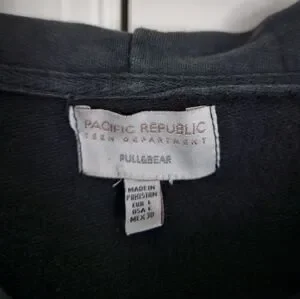 PACIFIC REPUBLIC
TEEN DEPARTMENT
PULL&BEAR
MADE IN
PAKISTAN
EUR L
USA L
MEX 30